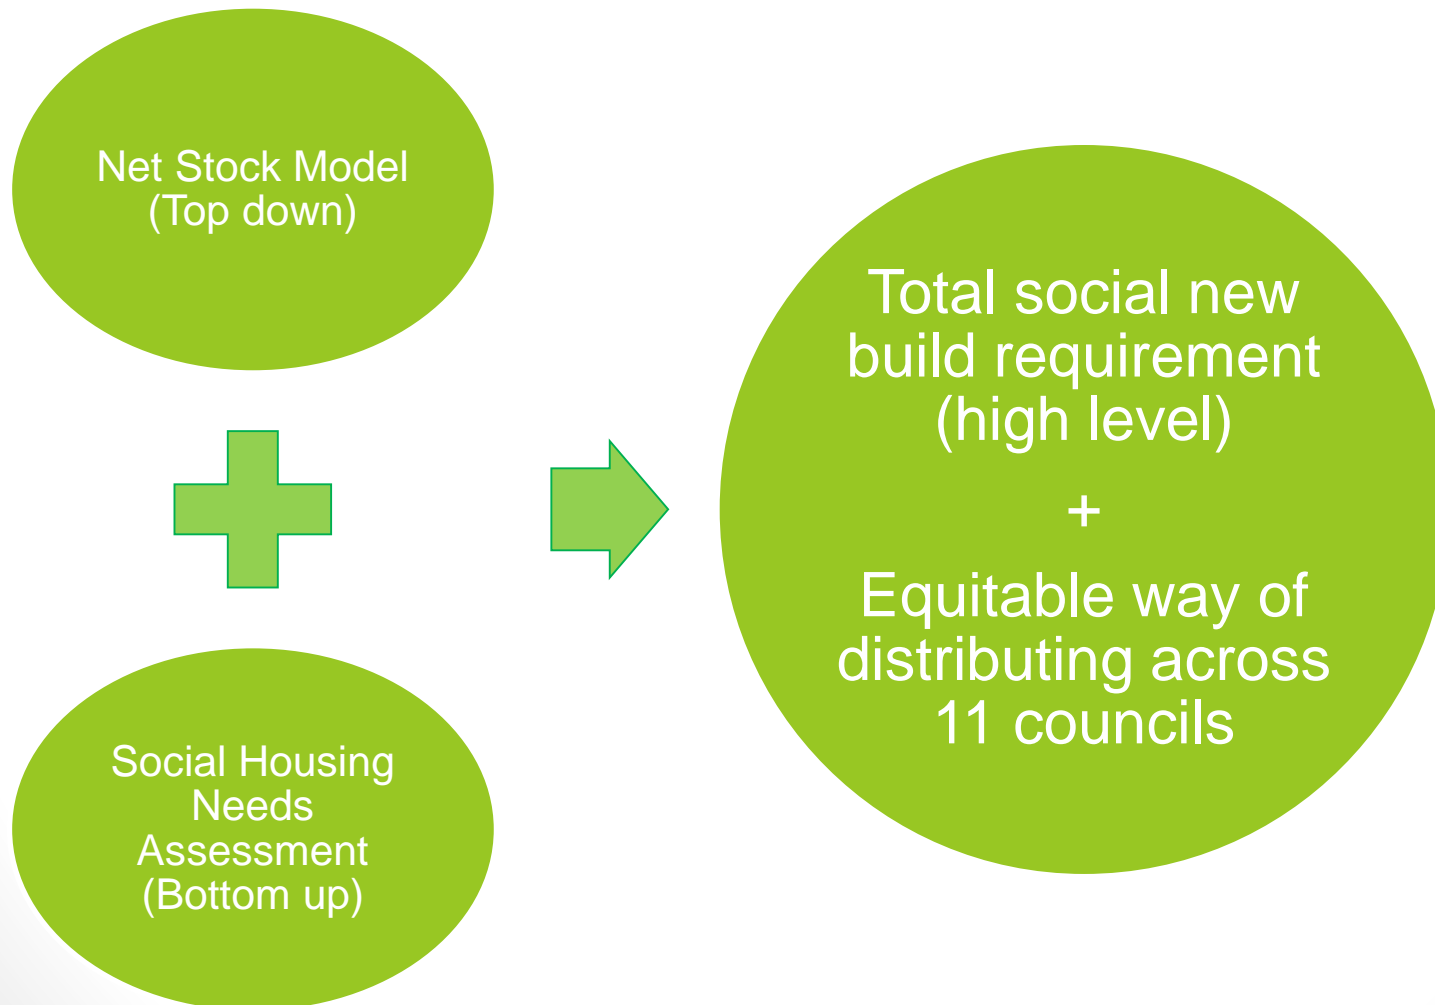 Net Stock Model
(Top down)
Social Housing
Needs
Assessment
(Bottom up)
Total social new
build requirement
(high level)
+
Equitable way of
distributing across
11 councils